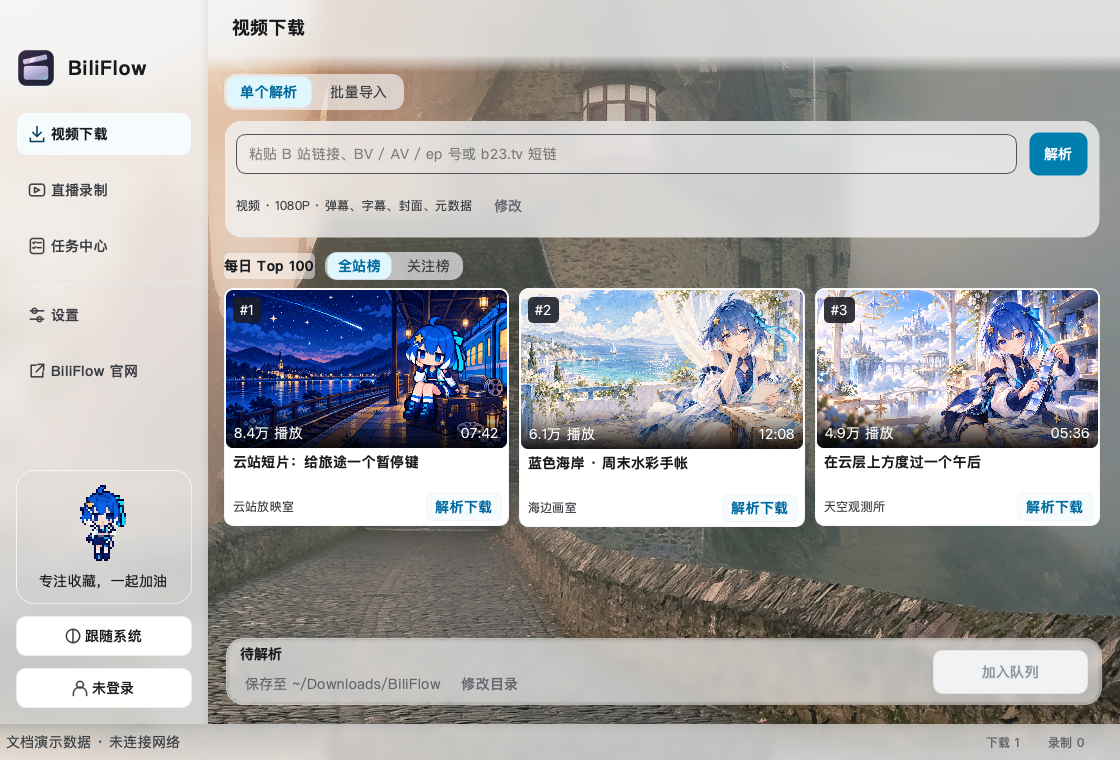 视频下载
BiliFlow
视频下载
直播录制
任务中心
设置
BiliFlow 官网
专注收藏，一起加油
跟随系统
未登录
单个解析 批量导入
粘贴 B 站链接、BV / AV / ep 号或 b23.tv 短链 解析
视频 · 1080P · 弹幕、字幕、封面、元数据 修改
每日 Top 100 全站榜 关注榜
#1
8.4万 播放 07:42
云站短片：给旅途一个暂停键
云站放映室 解析下载
#2
6.1万 播放 12:08
蓝色海岸 · 周末水彩手帐
海边画室 解析下载
#3
4.9万 播放 05:36
在云层上方度过一个午后
天空观测所 解析下载
待解析
保存至 ~/Downloads/BiliFlow 修改目录 加入队列
文档演示数据 · 未连接网络 下载 1 录制 0